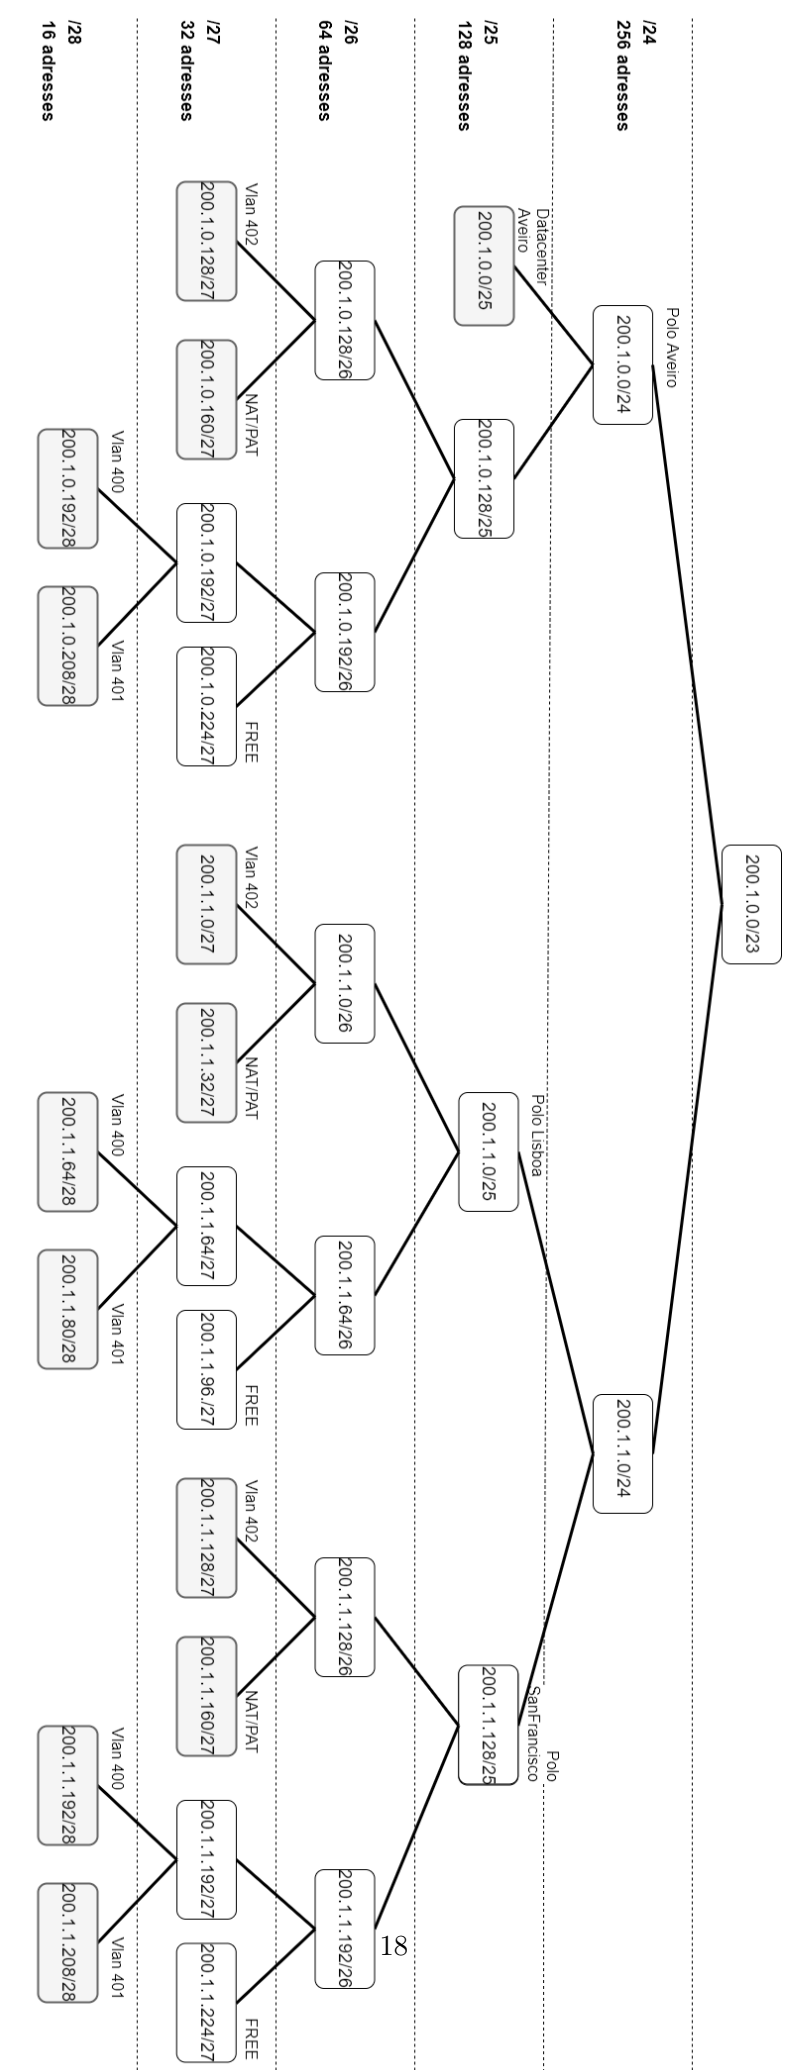 200.1.0.0/23
/24
256 adresses
Polo Aveiro
200.1.0.0/24
200.1.1.0/24
/25
128 adresses
Datacenter
Aveiro
200.1.0.0/25
200.1.0.128/25
Polo Lisboa
200.1.1.0/25
Polo
SanFrancisco
200.1.1.128/25
/26
64 adresses
200.1.0.128/26
200.1.0.192/26
200.1.1.0/26
200.1.1.64/26
200.1.1.128/26
200.1.1.192/26
/27
32 adresses
Vlan 402
200.1.0.128/27
NAT/PAT
200.1.0.160/27
200.1.0.192/27
FREE
200.1.0.224/27
Vlan 402
200.1.1.0/27
NAT/PAT
200.1.1.32/27
200.1.1.64/27
FREE
200.1.1.96./27
Vlan 402
200.1.1.128/27
NAT/PAT
200.1.1.160/27
200.1.1.192/27
FREE
200.1.1.224/27
/28
16 adresses
Vlan 400
200.1.0.192/28
Vlan 401
200.1.0.208/28
Vlan 400
200.1.1.64/28
Vlan 401
200.1.1.80/28
Vlan 400
200.1.1.192/28
Vlan 401
200.1.1.208/28
18